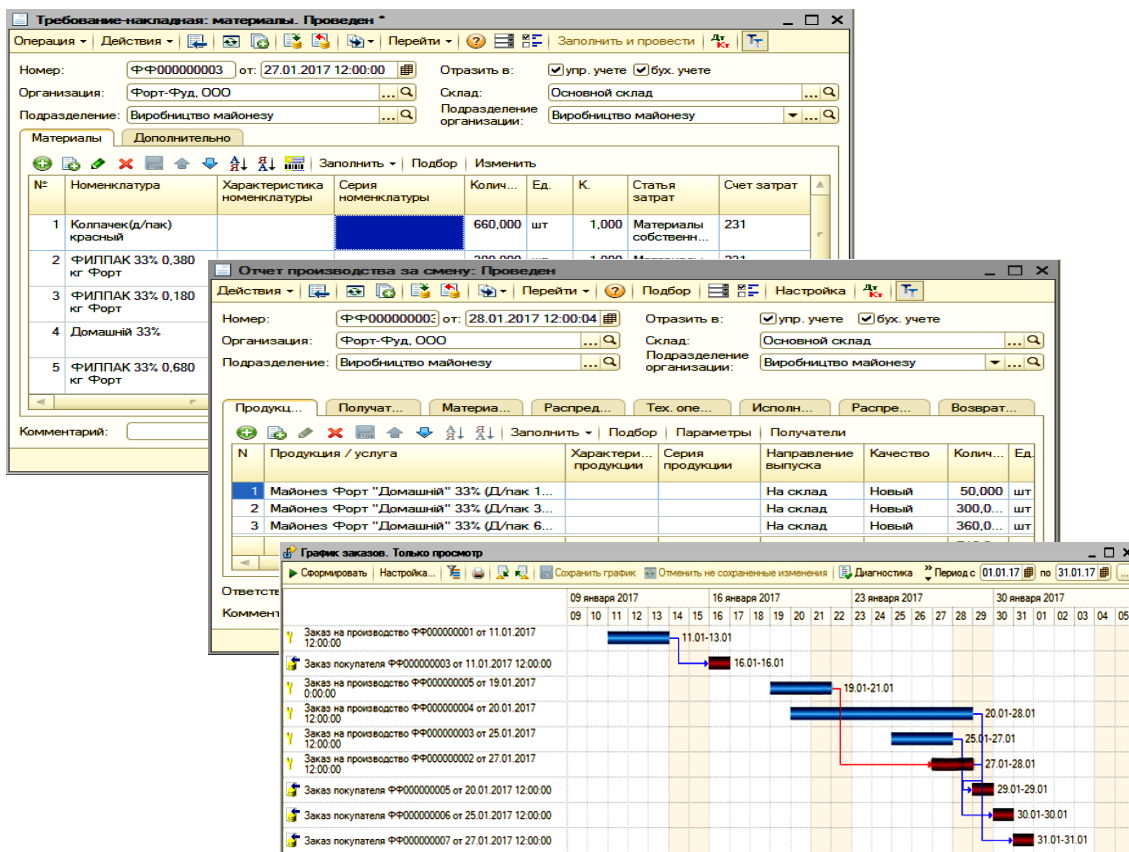 Требование-накладная: материалы. Проведен *
Операция Действия Перейти Заполнить и провести Дт Кт
Номер: ФФ000000003 от: 27.01.2017 12:00:00 Отразить в: упр. учете бух. учете
Организация: Форт-Фуд, ООО ... Склад: Основной склад ...
Подразделение: Виробництво майонезу ... Подразделение организации: Виробництво майонезу ...
Материалы Дополнительно
Заполнить Подбор Изменить
№ Номенклатура Характеристика номенклатуры Серия номенклатуры Колич... Ед. К. Статья затрат Счет затрат
1 Колпачек(д/пак) красный 660,000 шт 1,000 Материалы собственн... 231
2 ФИЛПАК 33% 0,380 кг Форт
3 ФИЛПАК 33% 0,180 кг Форт
4 Домашній 33%
5 ФИЛПАК 33% 0,680 кг Форт
Комментарий:
Отчет производства за смену: Проведен
Действия Перейти Подбор Настройка Дт Кт
Номер: ФФ000000003 от: 28.01.2017 12:00:04 Отразить в: упр. учете бух. учете
Организация: Форт-Фуд, ООО ... Склад: Основной склад ...
Подразделение: Виробництво майонезу ... Подразделение организации: Виробництво майонезу ...
Продукц... Получат... Материа... Распред... Тех. опе... Исполн... Распре... Возврат...
Заполнить Подбор Параметры Получатели
N Продукция / услуга Характери... продукции Серия продукции Направление выпуска Качество Колич... Ед.
1 Майонез Форт "Домашній" 33% (Д/пак 1... На склад Новый 50,000 шт
2 Майонез Форт "Домашній" 33% (Д/пак 3... На склад Новый 300,0... шт
3 Майонез Форт "Домашній" 33% (Д/пак 6... На склад Новый 360,0... шт
Ответств
Коммент
График заказов. Только просмотр
Сформировать Настройка... Сохранить график Отменить не сохраненные изменения Диагностика Период с 01.01.17 по 31.01.17 ...
09 января 2017 16 января 2017 23 января 2017 30 января 2017
09 10 11 12 13 14 15 16 17 18 19 20 21 22 23 24 25 26 27 28 29 30 31 01 02 03 04 05
Заказ на производство ФФ000000001 от 11.01.2017 12:00:00 11.01-13.01
Заказ покупателя ФФ000000003 от 11.01.2017 12:00:00 16.01-16.01
Заказ на производство ФФ000000005 от 19.01.2017 0:00:00 19.01-21.01
Заказ на производство ФФ000000004 от 20.01.2017 12:00:00 20.01-28.01
Заказ на производство ФФ000000003 от 25.01.2017 12:00:00 25.01-27.01
Заказ на производство ФФ000000002 от 27.01.2017 12:00:00 27.01-28.01
Заказ покупателя ФФ000000005 от 20.01.2017 12:00:00 29.01-29.01
Заказ покупателя ФФ000000006 от 25.01.2017 12:00:00 30.01-30.01
Заказ покупателя ФФ000000007 от 27.01.2017 12:00:00 31.01-31.01